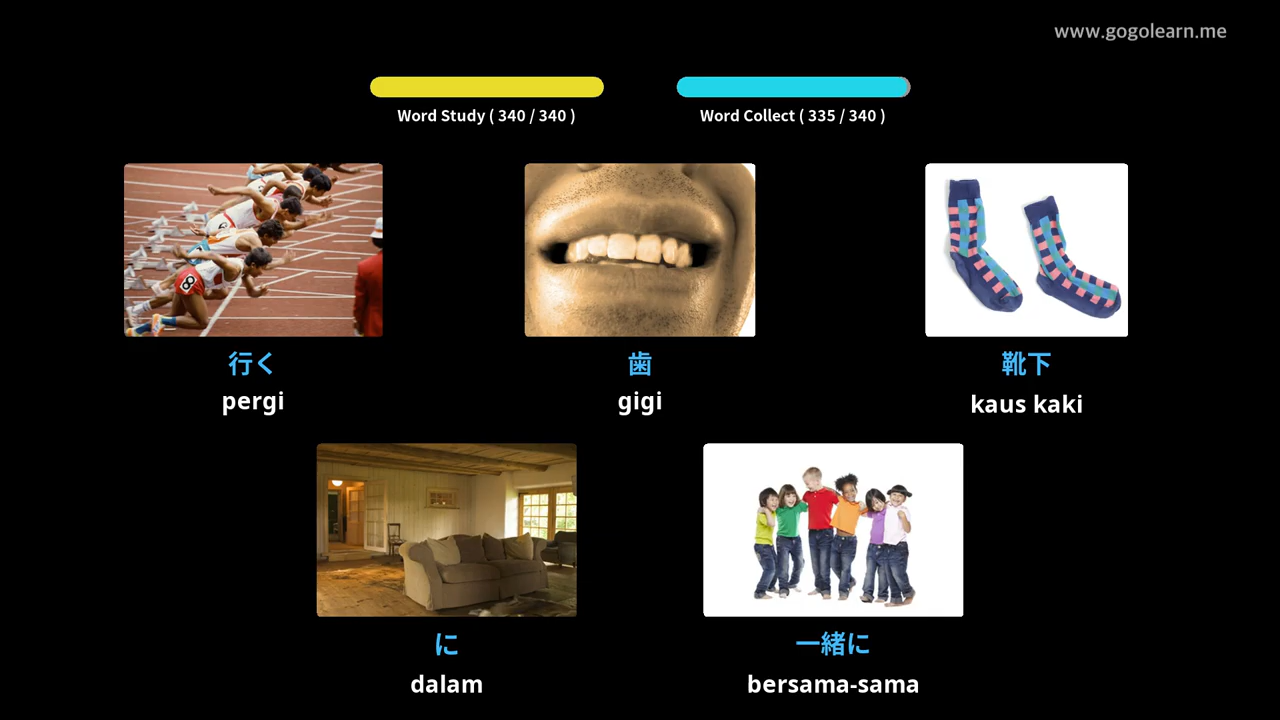 www.gogolearn.me
Word Study ( 340 / 340 )
Word Collect ( 335 / 340 )
8
行く
pergi
歯
gigi
靴下
kaus kaki
に
dalam
一緒に
bersama-sama